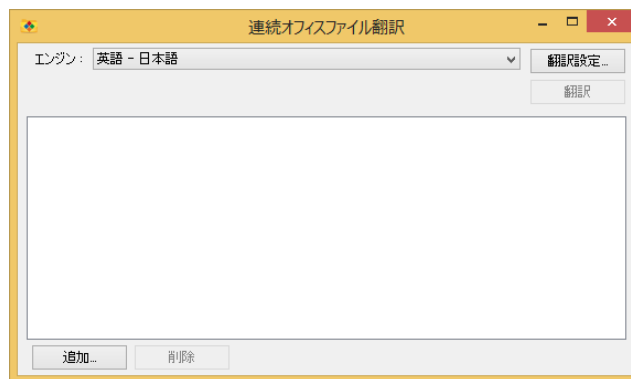 連続オフィスファイル翻訳
エンジン： 英語 - 日本語
翻訳設定...
翻訳
追加...
削除